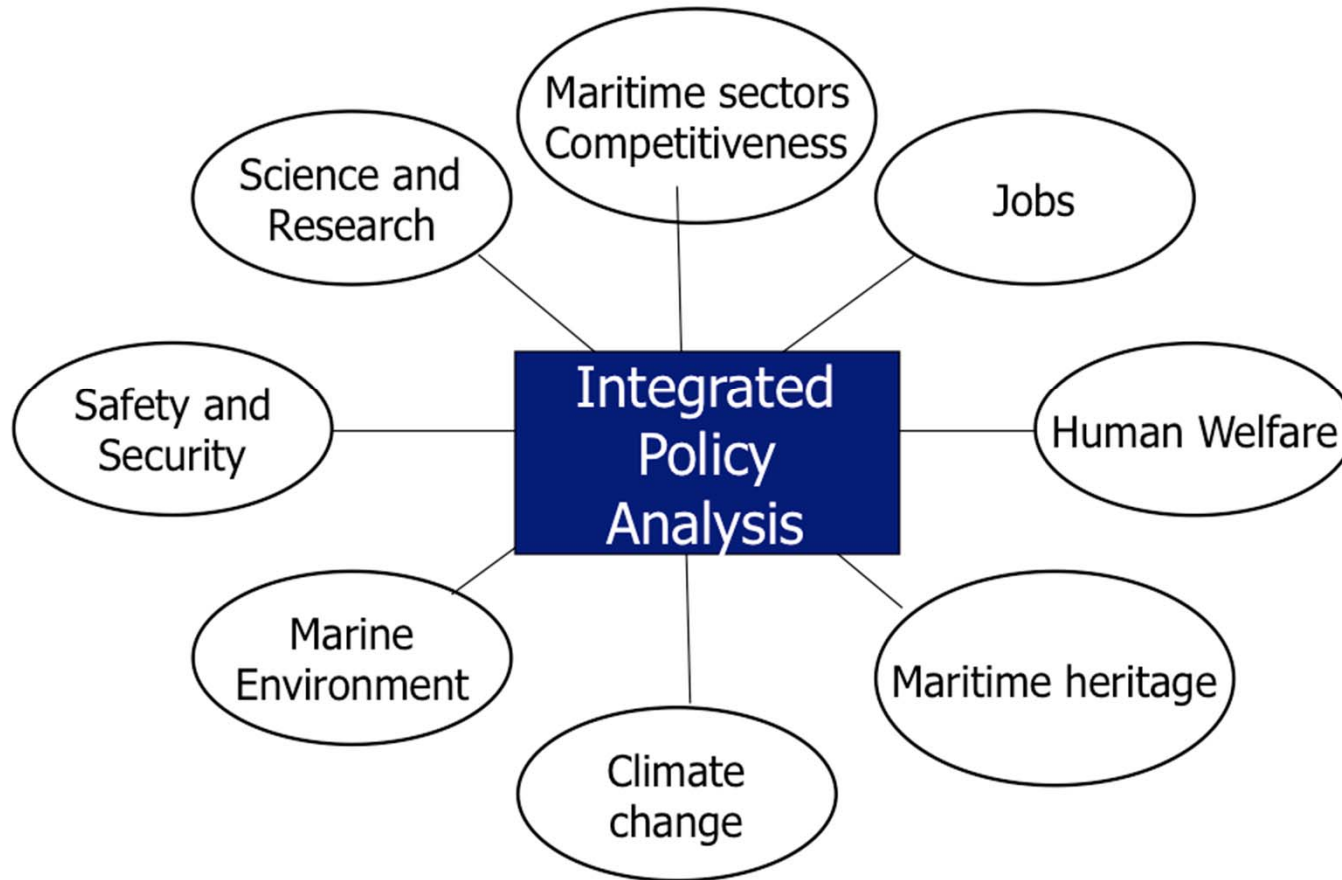 Maritime sectors
Competitiveness
Science and
Research
Jobs
Integrated
Policy
Analysis
Safety and
Security
Human Welfare
Marine
Environment
Maritime heritage
Climate
change